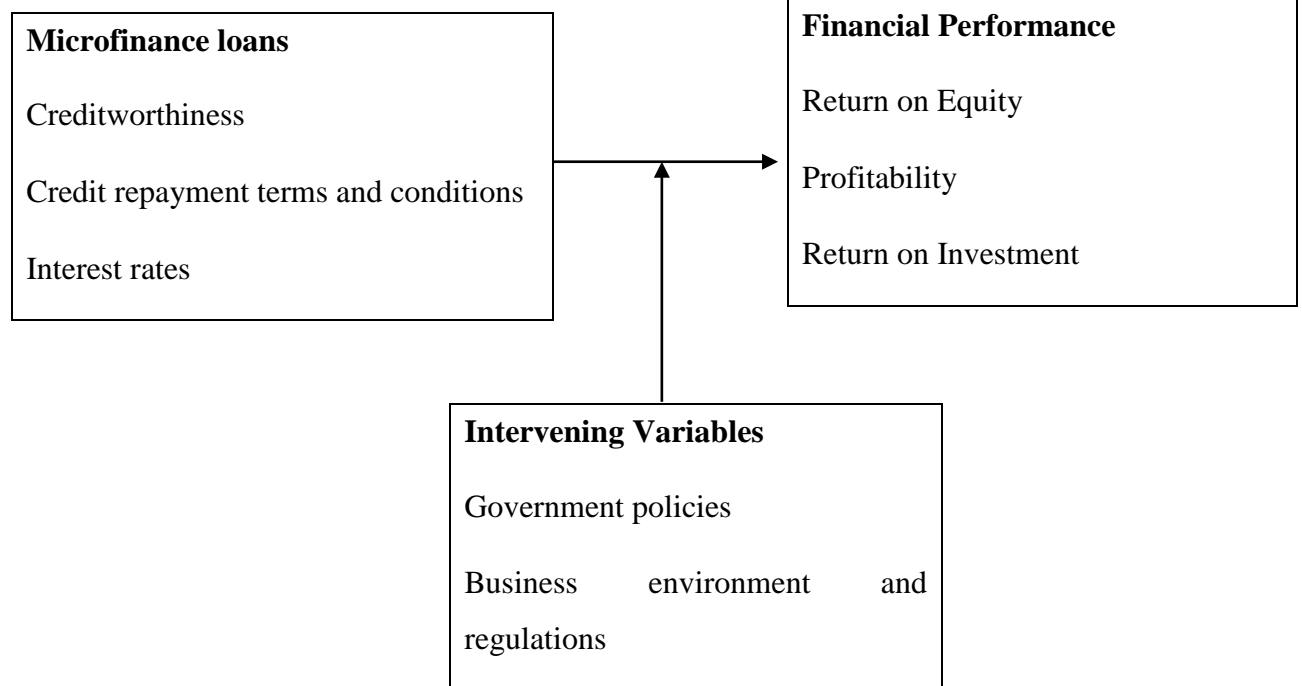 Microfinance loans
Creditworthiness
Credit repayment terms and conditions
Interest rates
Financial Performance
Return on Equity
Profitability
Return on Investment
Intervening Variables
Government policies
Business environment and
regulations